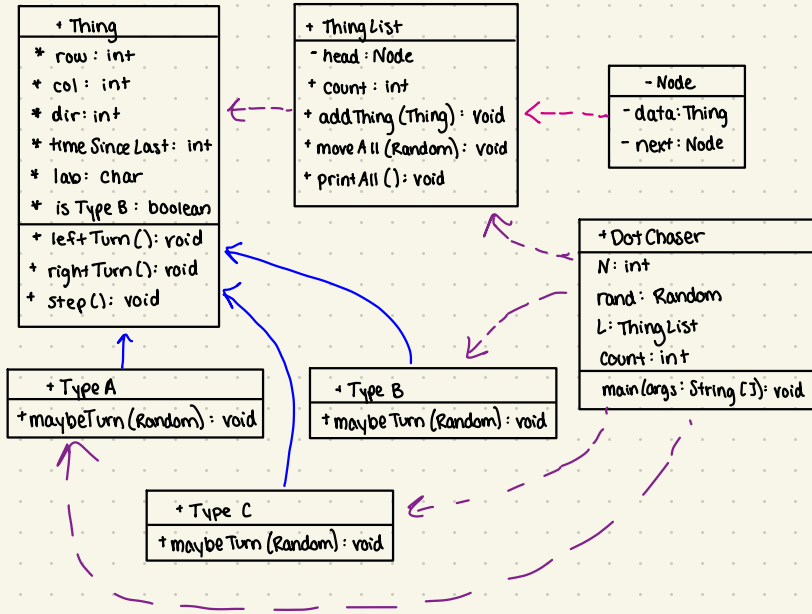 + Thing
* row: int
* col: int
* dir: int
* time Since Last: int
* lab: char
* is Type B: boolean
+ left Turn(): void
+ right Turn(): void
+ step(): void
+ Thing List
- head: Node
+ count: int
+ addThing (Thing): void
+ move All (Random): void
+ print All (): void
- Node
- data: Thing
- next: Node
+ Dot Chaser
N: int
rand: Random
L: Thing List
count: int
main (args: String []): void
+ Type A
+ maybe Turn (Random): void
+ Type B
+ maybe Turn (Random): void
+ Type C
+ maybe Turn (Random): void